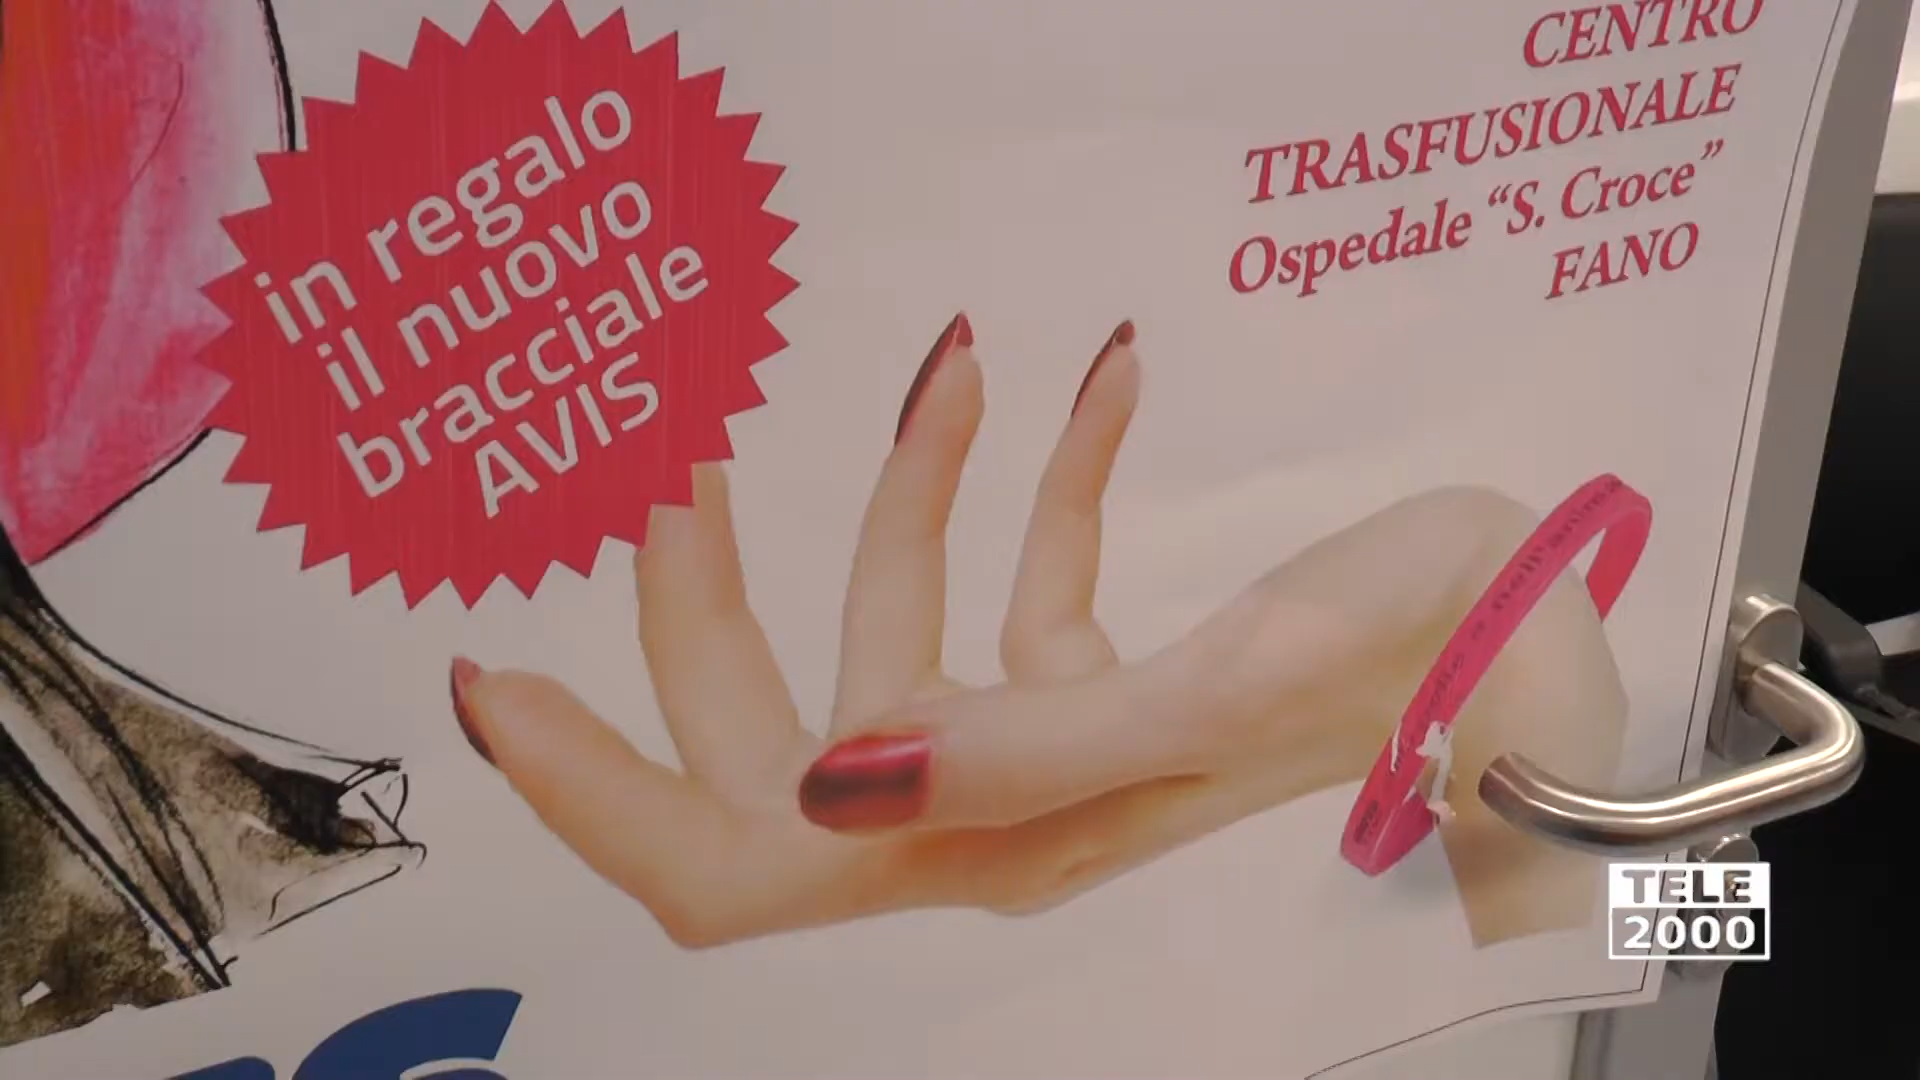 in regalo
il nuovo
bracciale
AVIS
CENTRO
TRASFUSIONALE
Ospedale “S. Croce”
FANO
TELE
2000